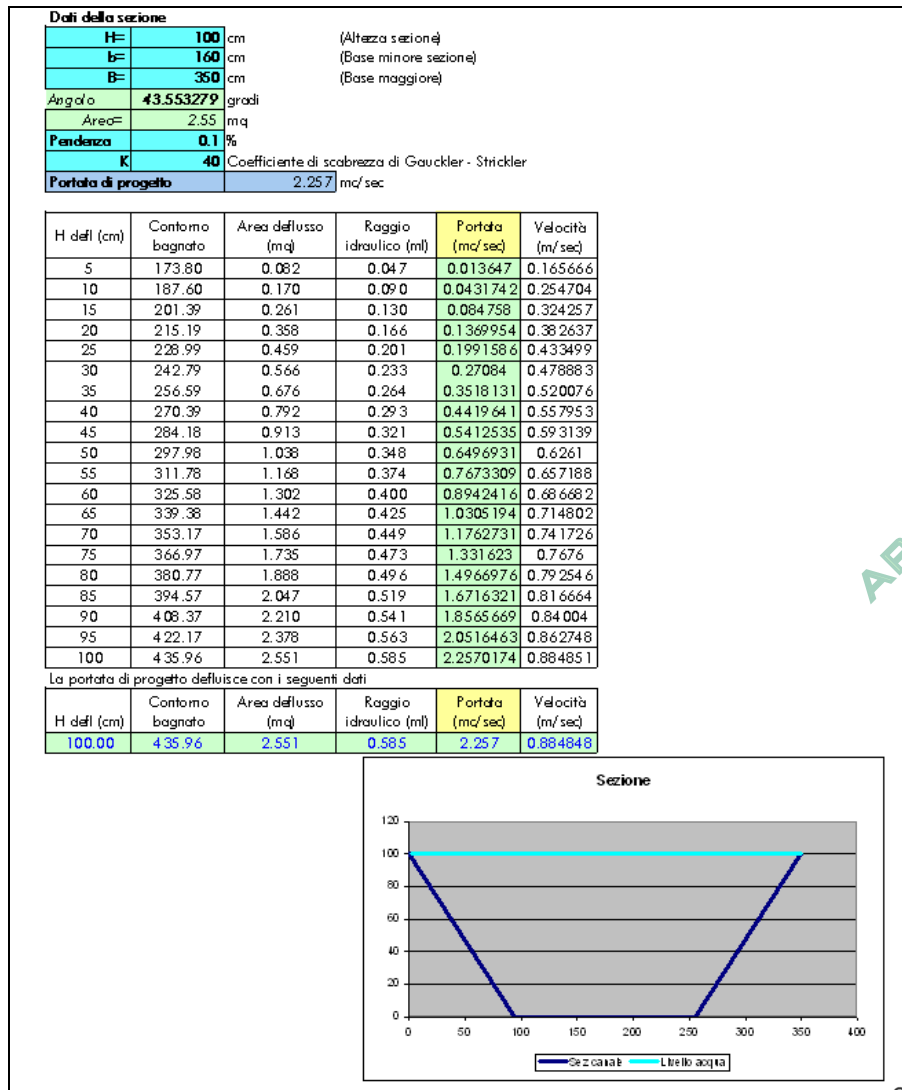 Dati della sezione
H= 100 cm (Altezza sezione)
b= 160 cm (Base minore sezione)
B= 350 cm (Base maggiore)
Angolo 43.553279 gradi
Area= 2.55 mq
Pendenza 0.1 %
K 40 Coefficiente di scabrezza di Gauckler - Strickler
Portata di progetto 2.257 mc/sec
H defl (cm) Contorno bagnato Area deflusso (mq) Raggio idraulico (ml) Portata (mc/sec) Velocità (m/sec)
5 173.80 0.082 0.047 0.013647 0.165666
10 187.60 0.170 0.090 0.0431742 0.254704
15 201.39 0.261 0.130 0.084758 0.324257
20 215.19 0.358 0.166 0.1369954 0.382637
25 228.99 0.459 0.201 0.1991586 0.433499
30 242.79 0.566 0.233 0.27084 0.478883
35 256.59 0.676 0.264 0.3518131 0.520076
40 270.39 0.792 0.293 0.4419641 0.557953
45 284.18 0.913 0.321 0.5412535 0.593139
50 297.98 1.038 0.348 0.6496931 0.6261
55 311.78 1.168 0.374 0.7673309 0.657188
60 325.58 1.302 0.400 0.8942416 0.686682
65 339.38 1.442 0.425 1.0305194 0.714802
70 353.17 1.586 0.449 1.1762731 0.741726
75 366.97 1.735 0.473 1.331623 0.7676
80 380.77 1.888 0.496 1.4966976 0.792546
85 394.57 2.047 0.519 1.6716321 0.816664
90 408.37 2.210 0.541 1.8565669 0.84004
95 422.17 2.378 0.563 2.0516463 0.862748
100 435.96 2.551 0.585 2.2570174 0.884851
La portata di progetto defluisce con i seguenti dati
H defl (cm) Contorno bagnato Area deflusso (mq) Raggio idraulico (ml) Portata (mc/sec) Velocità (m/sec)
100.00 435.96 2.551 0.585 2.257 0.884848
Sezione
120
100
80
60
40
20
0
0 50 100 150 200 250 300 350 400
Sez canale Livello acqua